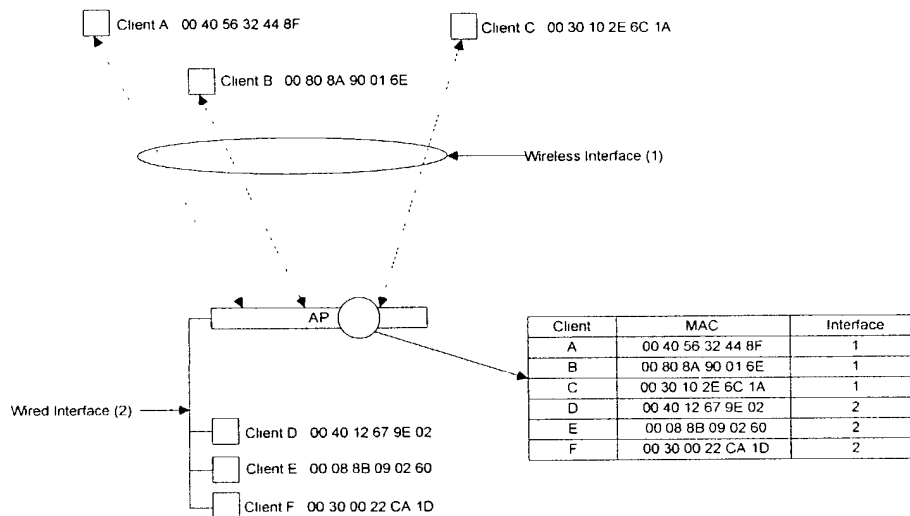 Client A 00 40 56 32 44 8F
Client C 00 30 10 2E 6C 1A
Client B 00 80 8A 90 01 6E
Wireless Interface (1)
AP
Client MAC Interface
A 00 40 56 32 44 8F 1
B 00 80 8A 90 01 6E 1
C 00 30 10 2E 6C 1A 1
D 00 40 12 67 9E 02 2
E 00 08 8B 09 02 60 2
F 00 30 00 22 CA 1D 2
Wired Interface (2)
Client D 00 40 12 67 9E 02
Client E 00 08 8B 09 02 60
Client F 00 30 00 22 CA 1D